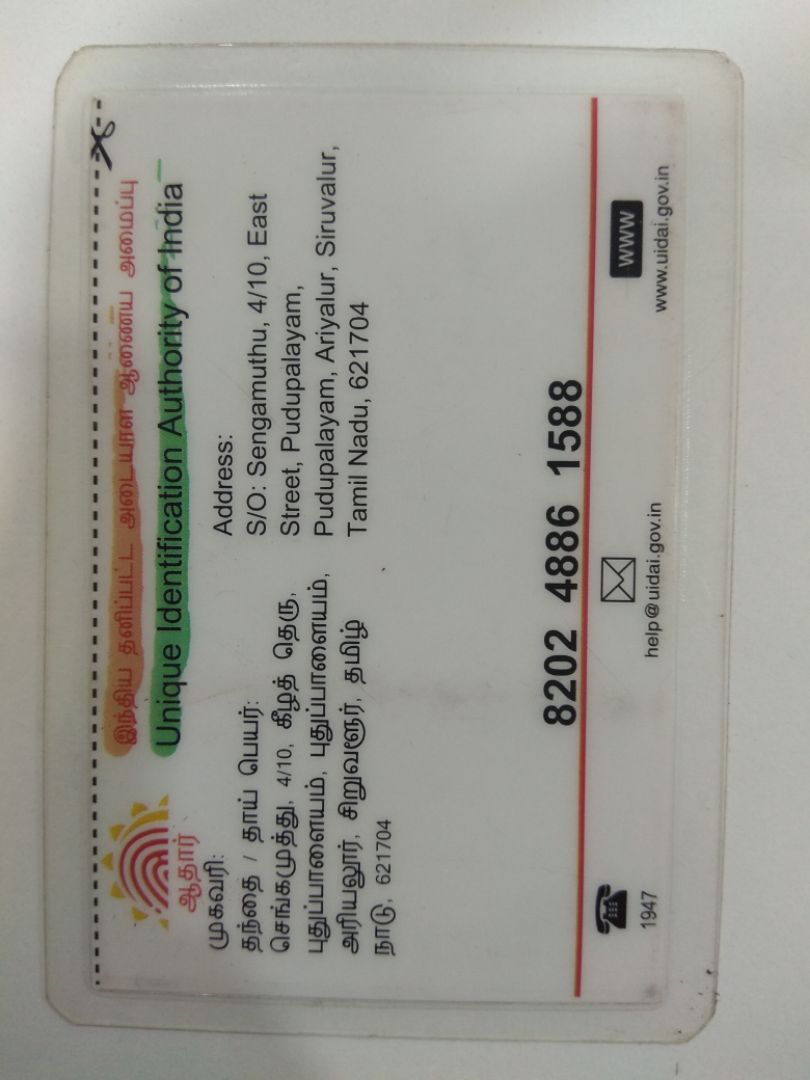 இந்திய தனிப்பட்ட அடையாள ஆணைய அமைப்பு
Unique Identification Authority of India
ஆதார்
முகவரி:
தந்தை / தாய் பெயர்:
செங்கமுத்து, 4/10, கீழத் தெரு,
புதுப்பாளையம், புதுப்பாளையம்,
அரியலூர், சிறுவளூர், தமிழ்
நாடு, 621704
Address:
S/O: Sengamuthu, 4/10, East
Street, Pudupalayam,
Pudupalayam, Ariyalur, Siruvalur,
Tamil Nadu, 621704
8202 4886 1588
1947
help@uidai.gov.in
www
www.uidai.gov.in